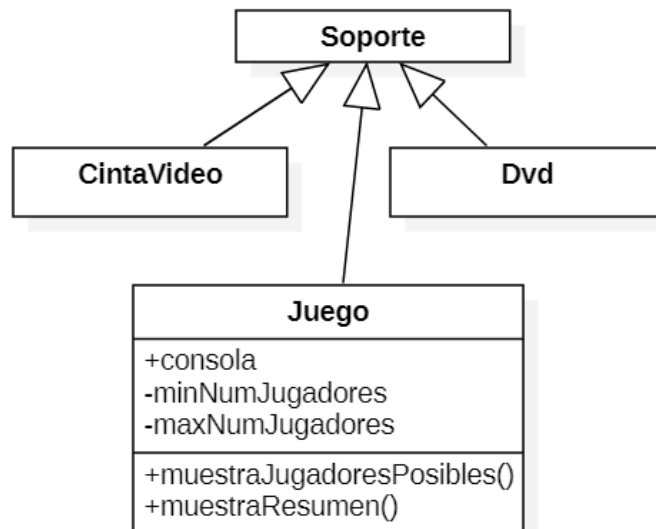 Soporte
CintaVideo
Dvd
Juego
+consola
-minNumJugadores
-maxNumJugadores
+muestraJugadoresPosibles()
+muestraResumen()